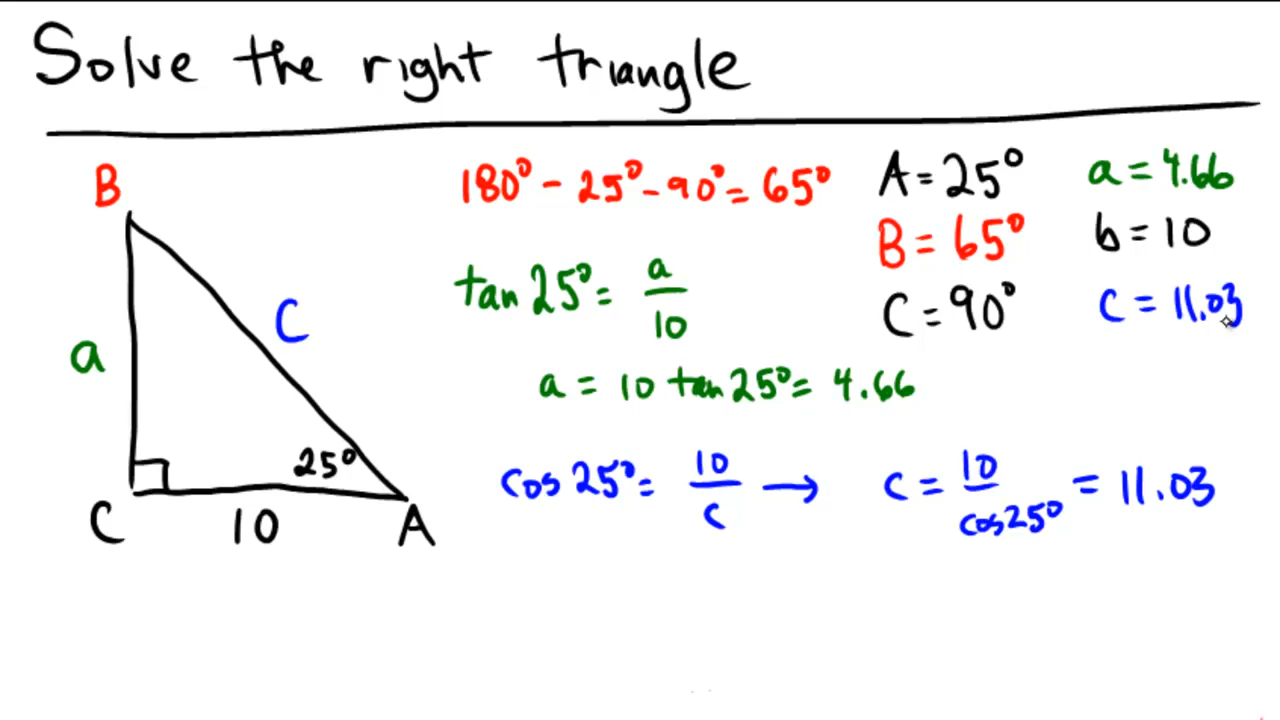 Solve the right triangle
B
a
c
25°
C
10
A
180° - 25° - 90° = 65°
tan 25° = a/10
a = 10 tan 25° = 4.66
cos 25° = 10/c → c = 10/cos 25° = 11.03
A = 25°
B = 65°
C = 90°
a = 4.66
b = 10
c = 11.03